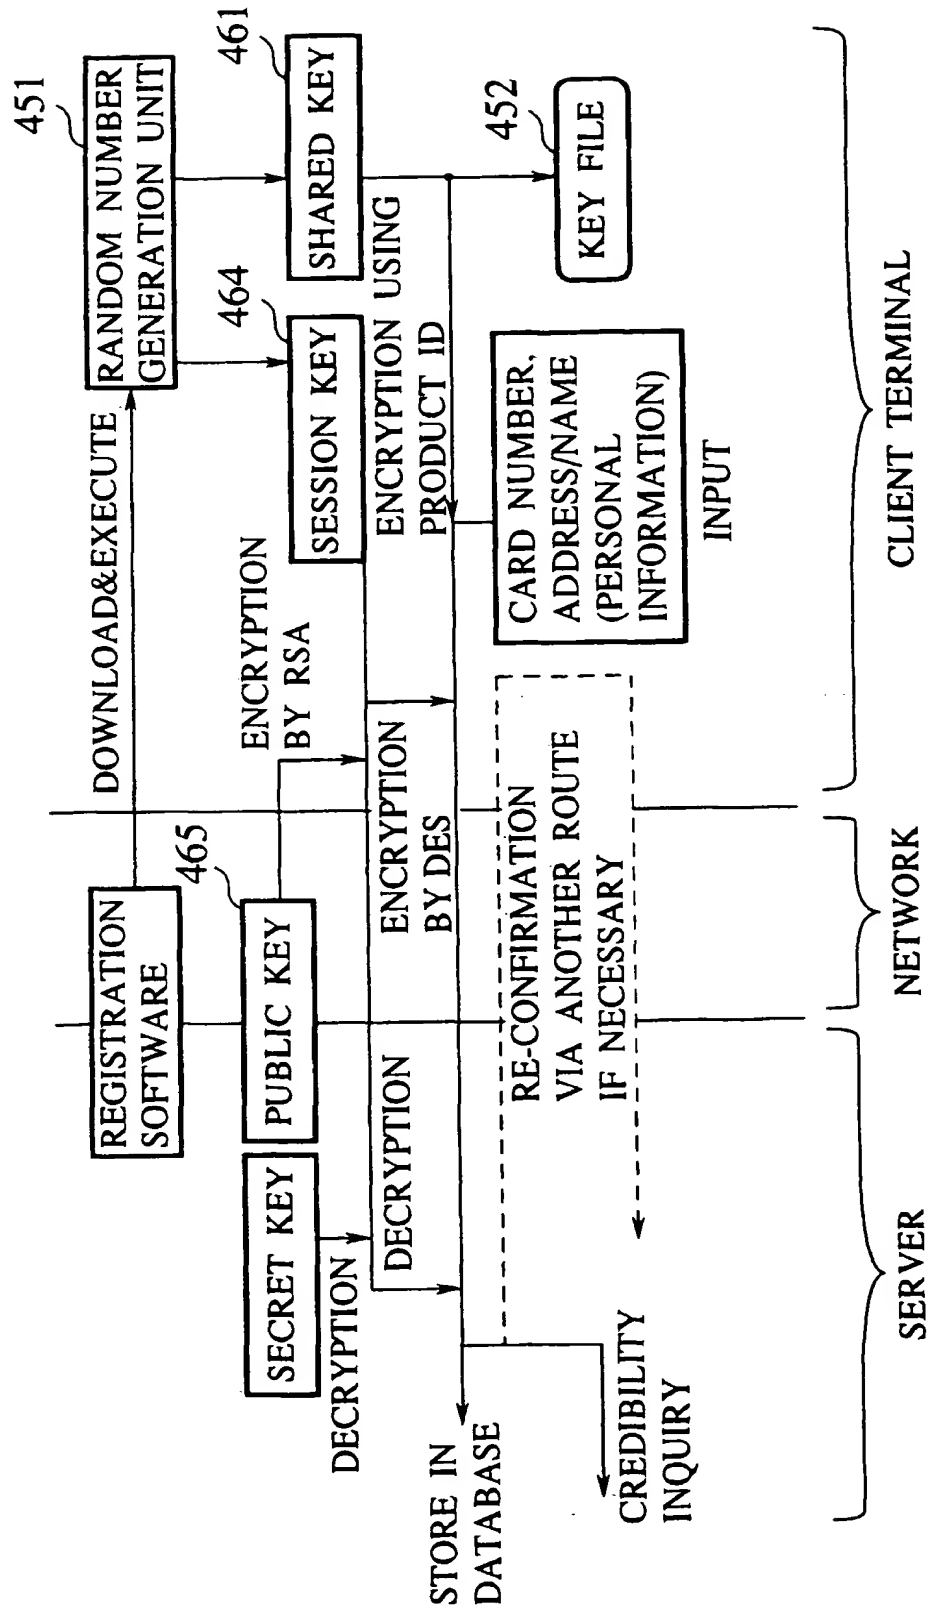 451
RANDOM NUMBER
GENERATION UNIT
DOWNLOAD&EXECUTE
REGISTRATION
SOFTWARE
461
SHARED KEY
464
SESSION KEY
ENCRYPTION
BY RSA
465
PUBLIC KEY
SECRET KEY
DECRYPTION
ENCRYPTION USING
PRODUCT ID
ENCRYPTION
BY DES
DECRYPTION
STORE IN
DATABASE
452
KEY FILE
CARD NUMBER,
ADDRESS/NAME
(PERSONAL
INFORMATION)
INPUT
RE-CONFIRMATION
VIA ANOTHER ROUTE
IF NECESSARY
CREDIBILITY
INQUIRY
SERVER
NETWORK
CLIENT TERMINAL